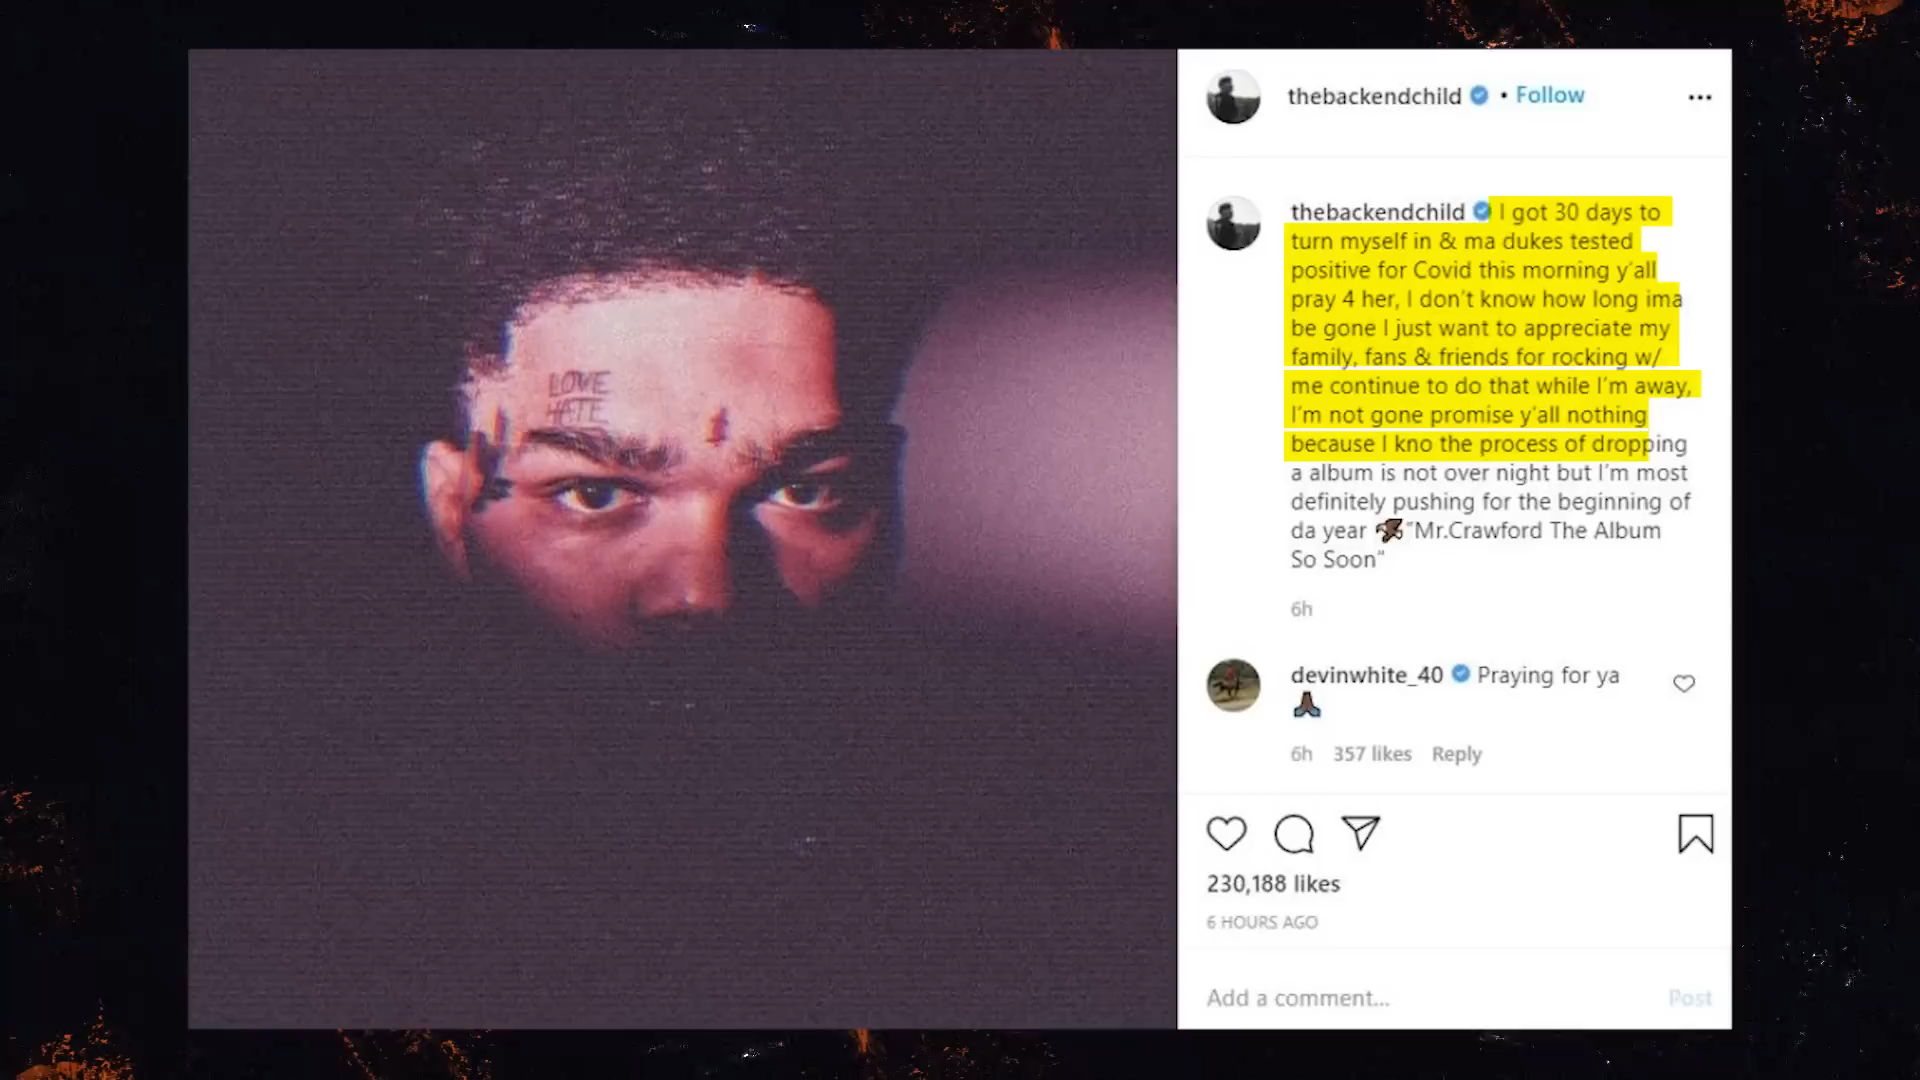 LOVE
HATE
thebackendchild • Follow
thebackendchild I got 30 days to
turn myself in & ma dukes tested
positive for Covid this morning y'all
pray 4 her, I don't know how long ima
be gone I just want to appreciate my
family, fans & friends for rocking w/
me continue to do that while I'm away,
I'm not gone promise y'all nothing
because I kno the process of dropping
a album is not over night but I'm most
definitely pushing for the beginning of
da year "Mr.Crawford The Album
So Soon"
6h
devinwhite_40 Praying for ya
6h 357 likes Reply
230,188 likes
6 HOURS AGO
Add a comment... Post